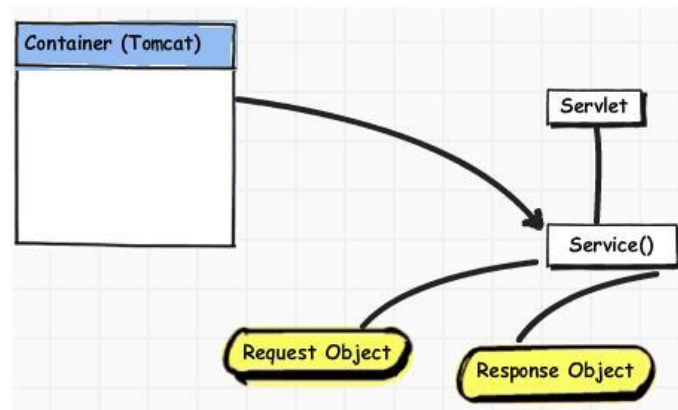 Container (Tomcat)
Servlet
Service()
Request Object
Response Object